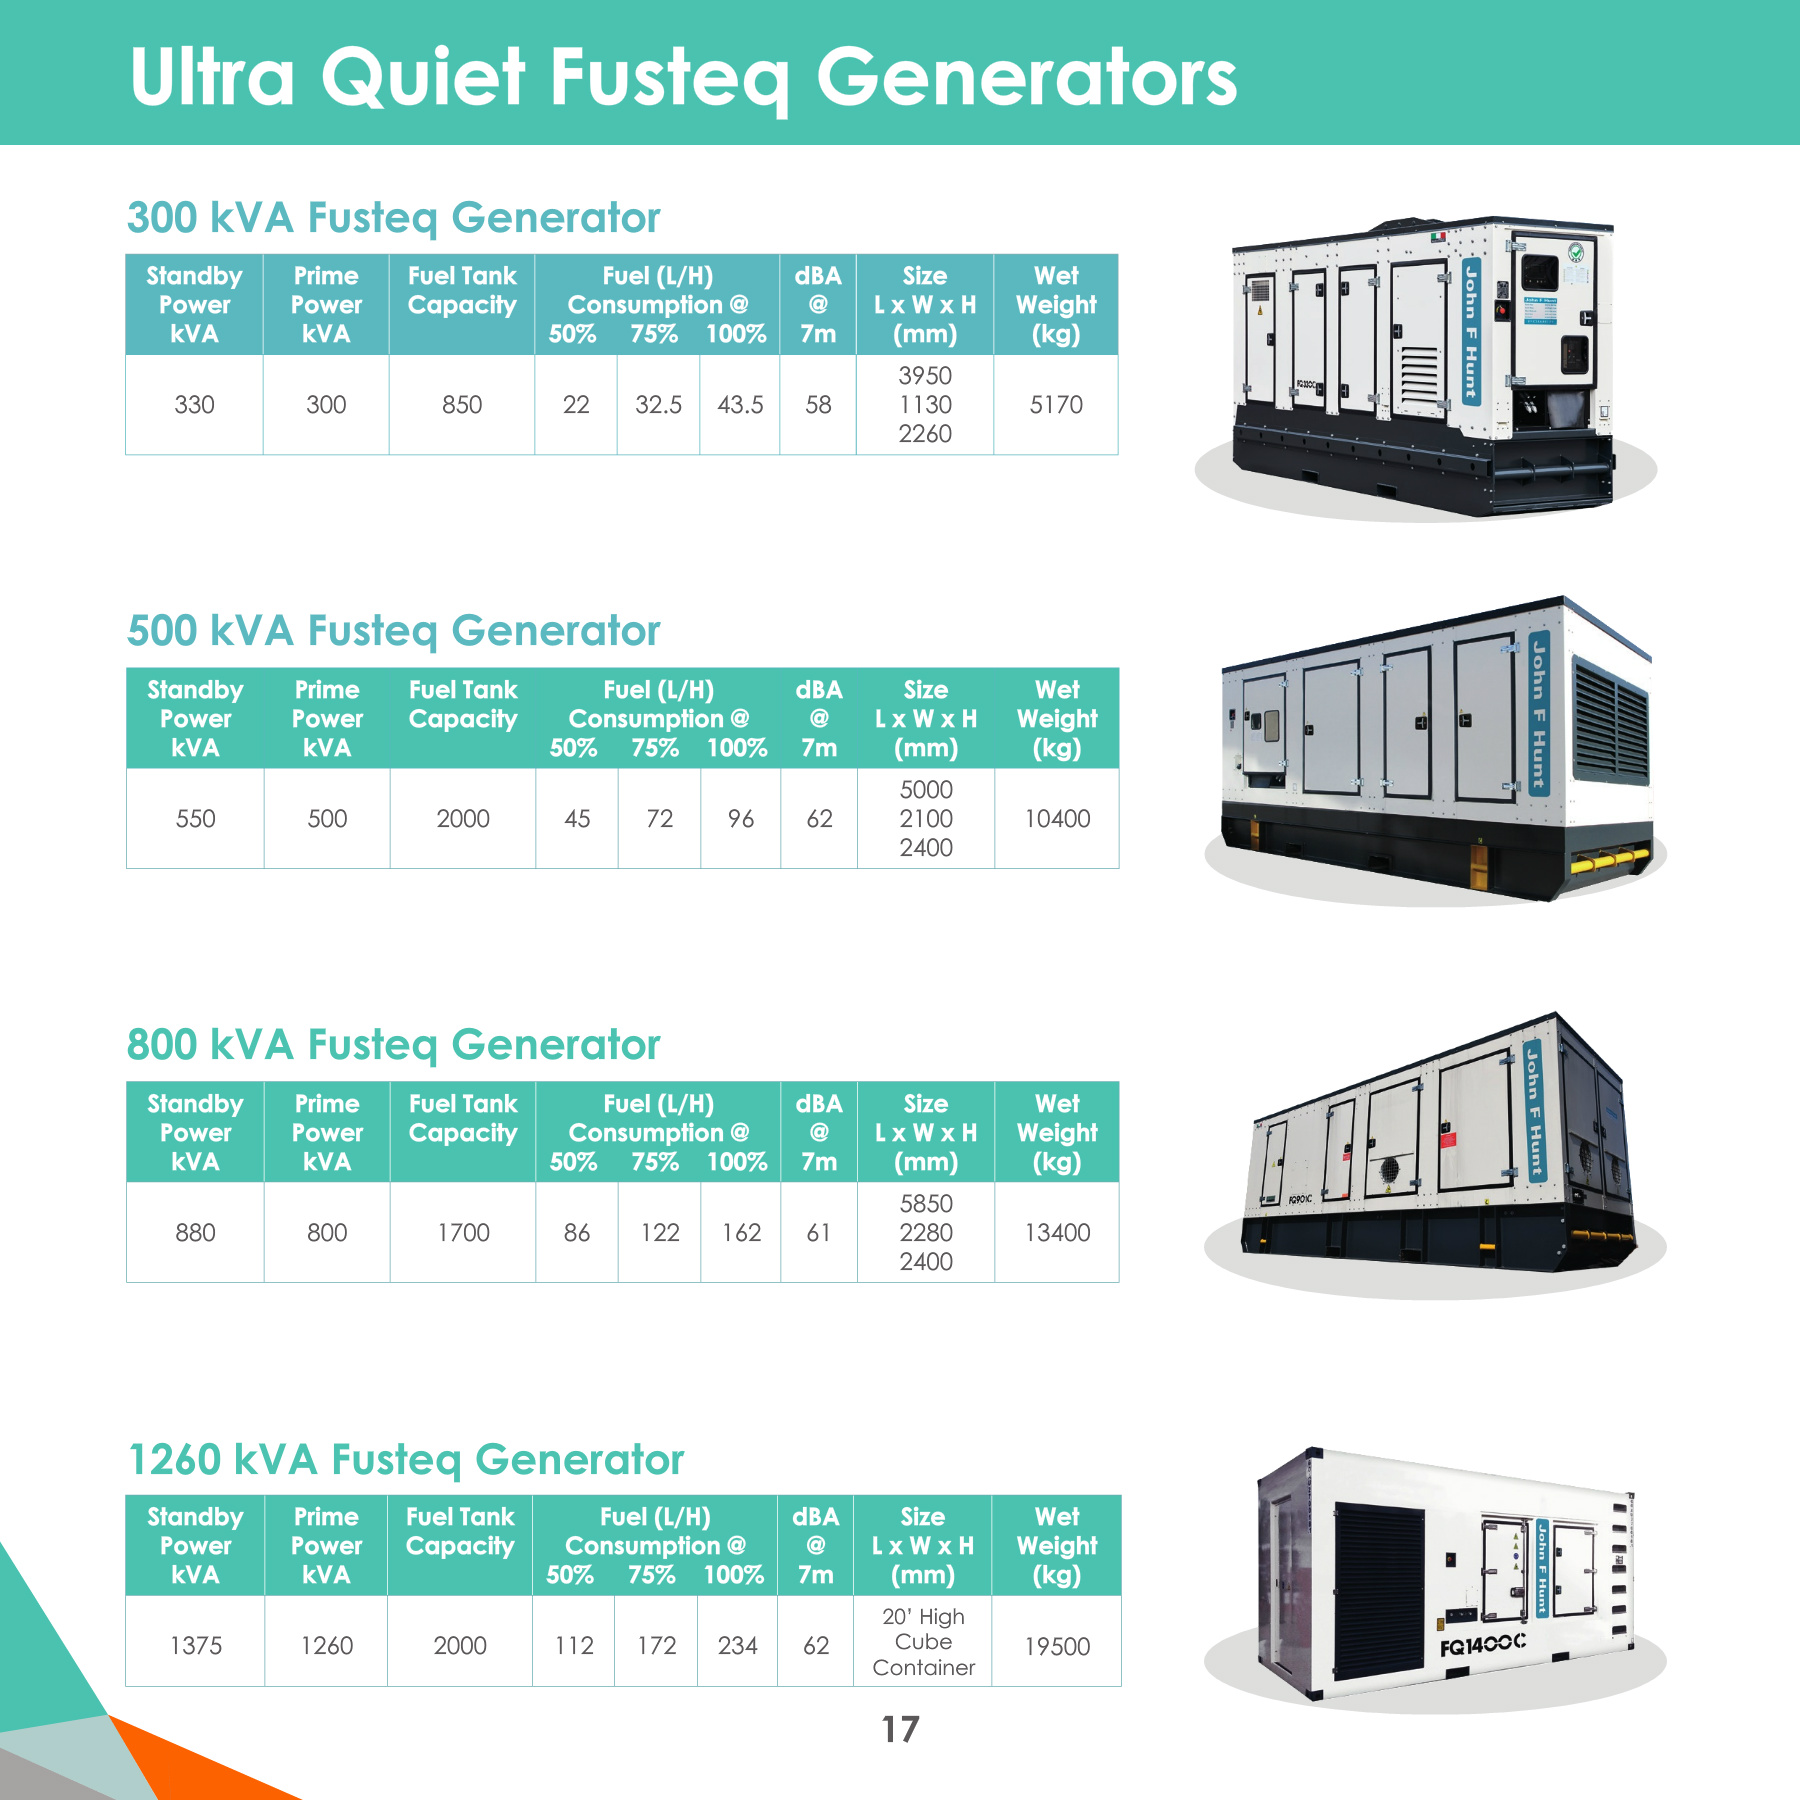 Ultra Quiet Fusteq Generators
300 kVA Fusteq Generator
Standby Power kVA
Prime Power kVA
Fuel Tank Capacity
Fuel (L/H) Consumption @
50% 75% 100%
dBA @ 7m
Size L x W x H (mm)
Wet Weight (kg)
330 300 850 22 32.5 43.5 58 3950 1130 2260 5170
John F Hunt
500 kVA Fusteq Generator
Standby Power kVA
Prime Power kVA
Fuel Tank Capacity
Fuel (L/H) Consumption @
50% 75% 100%
dBA @ 7m
Size L x W x H (mm)
Wet Weight (kg)
550 500 2000 45 72 96 62 5000 2100 2400 10400
John F Hunt
800 kVA Fusteq Generator
Standby Power kVA
Prime Power kVA
Fuel Tank Capacity
Fuel (L/H) Consumption @
50% 75% 100%
dBA @ 7m
Size L x W x H (mm)
Wet Weight (kg)
880 800 1700 86 122 162 61 5850 2280 2400 13400
John F Hunt
1260 kVA Fusteq Generator
Standby Power kVA
Prime Power kVA
Fuel Tank Capacity
Fuel (L/H) Consumption @
50% 75% 100%
dBA @ 7m
Size L x W x H (mm)
Wet Weight (kg)
1375 1260 2000 112 172 234 62 20' High Cube Container 19500
John F Hunt
FQ1400C
17